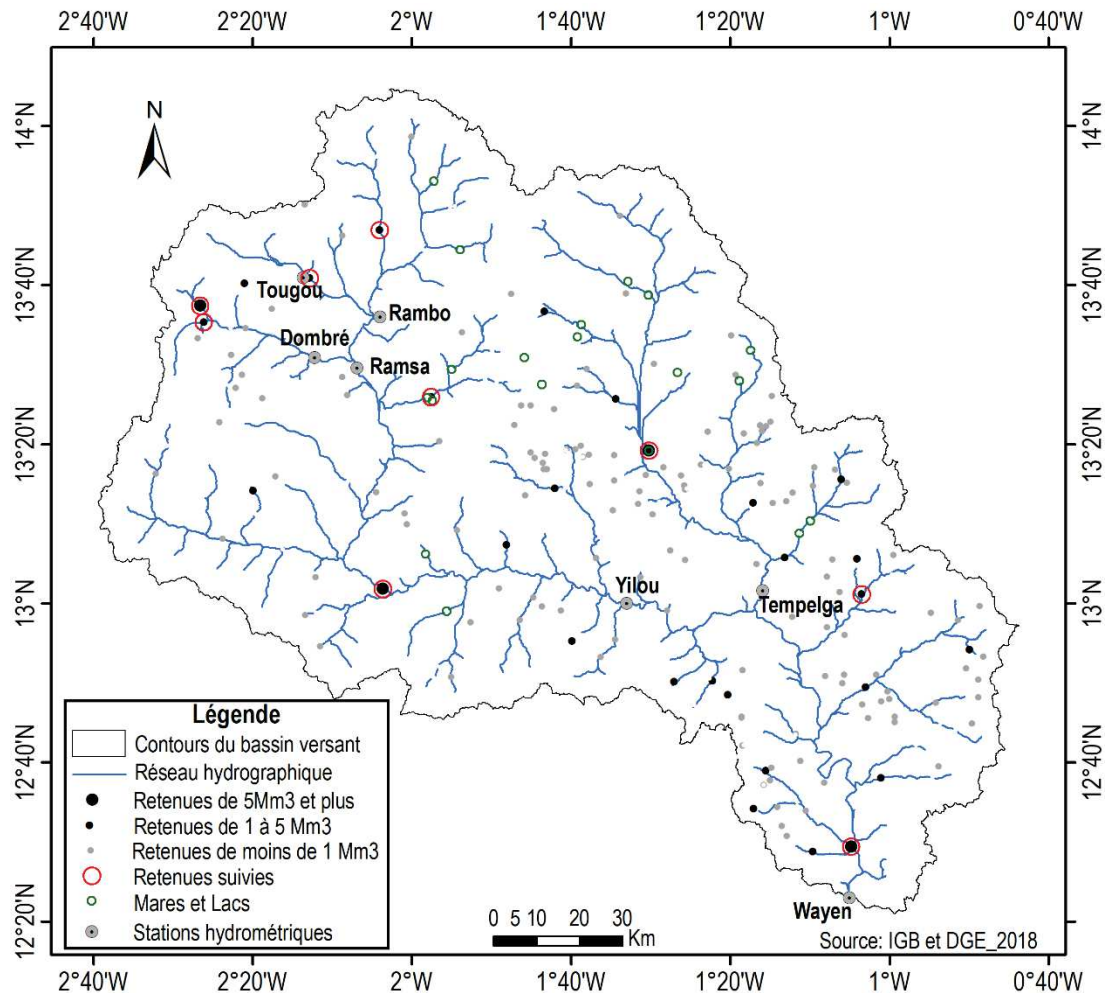 2°40'W 2°20'W 2°W 1°40'W 1°20'W 1°W 0°40'W
N
14°N 14°N
13°40'N 13°40'N
Tougou
Rambo
Dombré
Ramsa
13°20'N 13°20'N
13°N 13°N
Yilou
Tempelga
12°40'N 12°40'N
Légende
Contours du bassin versant
Réseau hydrographique
Retenues de 5Mm3 et plus
Retenues de 1 à 5 Mm3
Retenues de moins de 1 Mm3
Retenues suivies
Mares et Lacs
Stations hydrométriques
Wayen
12°20'N 12°20'N
0 5 10 20 30
Km
Source: IGB et DGE_2018
2°40'W 2°20'W 2°W 1°40'W 1°20'W 1°W 0°40'W